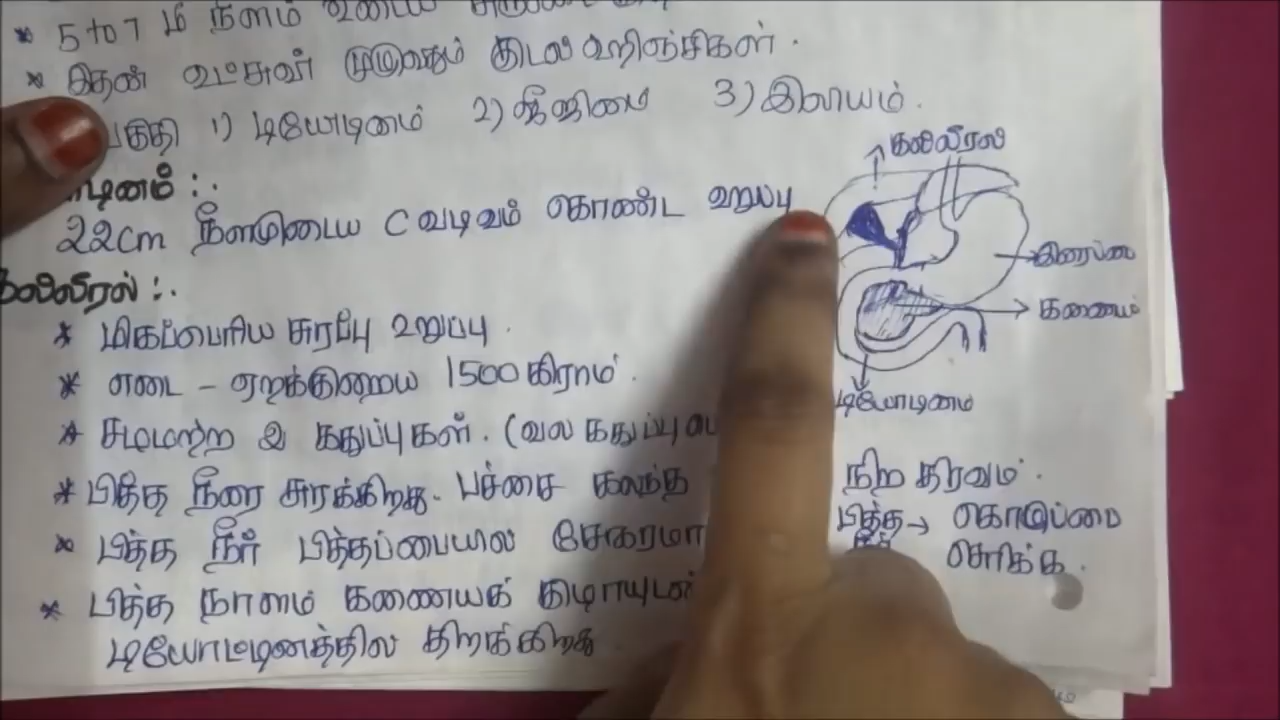 * 5 to 7 மீ நீளம் உடைய
* இதன் உட்சுவர் முழுவதும் குடல் உறிஞ்சிகள்.
பகுதி 1) டியோடினம் 2) ஜீஜினம் 3) இலியம்.
டினம் :.
22cm நீளமுடைய C வடிவம் கொண்ட உறுப்பு
கல்லீரல்
இரைப்பை
கணையம்
டியோடினம்
கல்லீரல் :.
* மிகப்பெரிய சுரப்பு உறுப்பு.
* எடை - ஏறக்குறைய 1500 கிராம்.
* சமமற்ற 2 கதுப்புகள். (வல கதுப்பு பெ
* பித்த நீரை சுரக்கிறது. பச்சை கலந்த நிற திரவம்.
* பித்த நீர் பித்தப்பையில் சேகரமா
பித்த நீர் → கொழுப்பை
செரிக்க.
* பித்த நாளம் கணையக் குழாயுடன்
டியோட்டினத்தில் திறக்கிறது